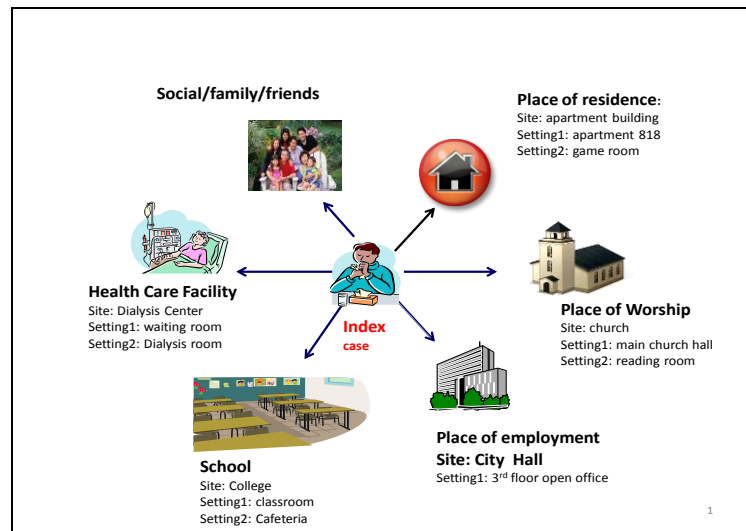 Social/family/friends
Place of residence:
Site: apartment building
Setting1: apartment 818
Setting2: game room
Health Care Facility
Site: Dialysis Center
Setting1: waiting room
Setting2: Dialysis room
Index
case
Place of Worship
Site: church
Setting1: main church hall
Setting2: reading room
School
Site: College
Setting1: classroom
Setting2: Cafeteria
Place of employment
Site: City Hall
Setting1: 3rd floor open office
1